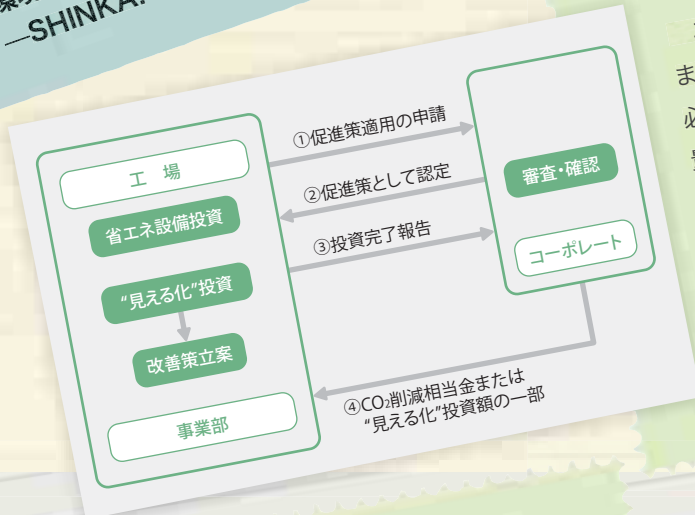 —SHINKA!
工 場
省エネ設備投資
“見える化”投資
改善策立案
事業部
①促進策適用の申請
②促進策として認定
③投資完了報告
④CO₂削減相当金または
“見える化”投資額の一部
審査・確認
コーポレート
ま
必